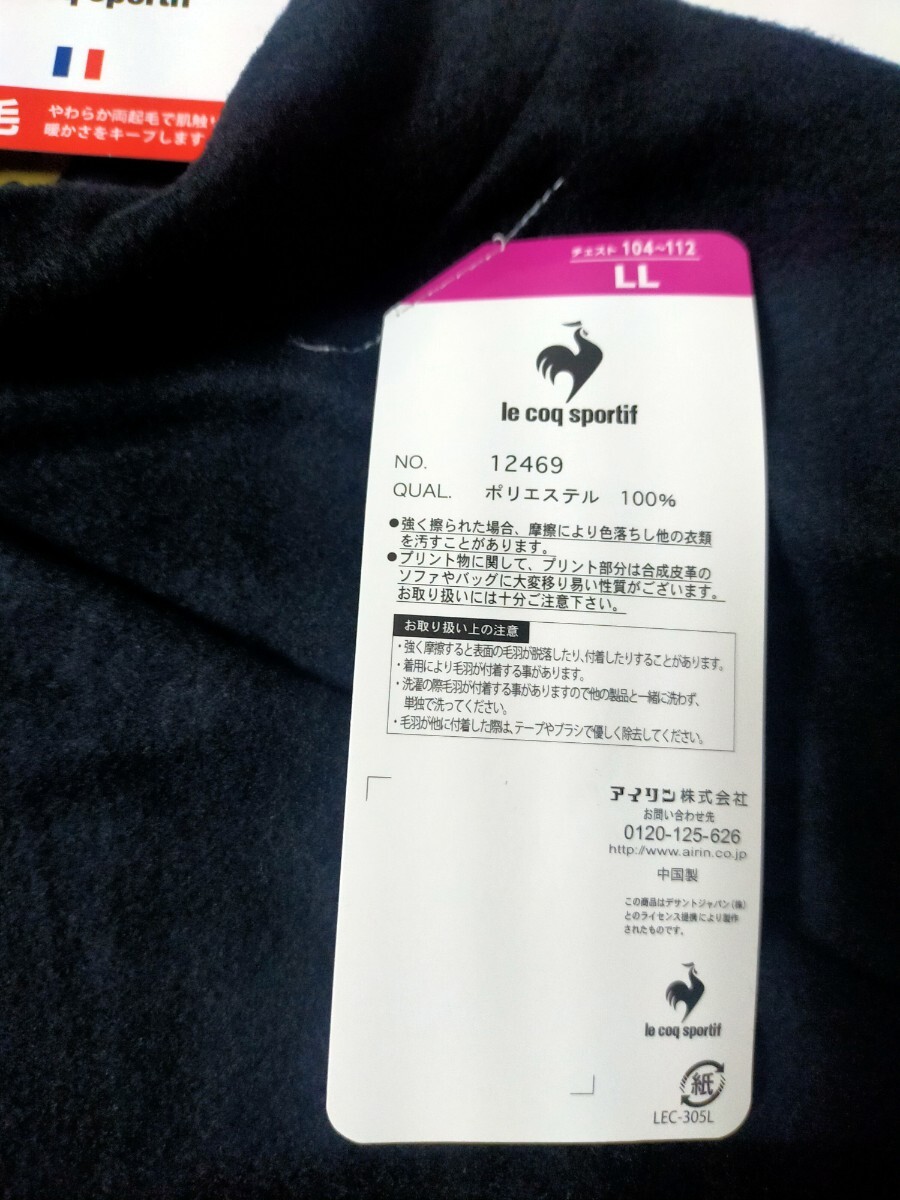 coq sportif
毛
やわらか両起毛で肌触り
暖かさをキープします
チェスト 104~112
LL
le coq sportif
NO. 12469
QUAL. ポリエステル 100%
●強く擦られた場合、摩擦により色落ちし他の衣類
を汚すことがあります。
●プリント物に関して、プリント部分は合成皮革の
ソファやバッグに大変移り易い性質がございます。
お取り扱いには十分ご注意下さい。
お取り扱い上の注意
・強く摩擦すると表面の毛羽が脱落したり、付着したりすることがあります。
・着用により毛羽が付着する事があります。
・洗濯の際毛羽が付着する事がありますので他の製品と一緒に洗わず、
単独で洗ってください。
・毛羽が他に付着した際は、テープやブラシで優しく除去してください。
アイリン株式会社
お問い合わせ先
0120-125-626
http://www.airin.co.jp
中国製
この商品はデサントジャパン(株)
とのライセンス提携により製作
されたものです。
le coq sportif
紙
LEC-305L